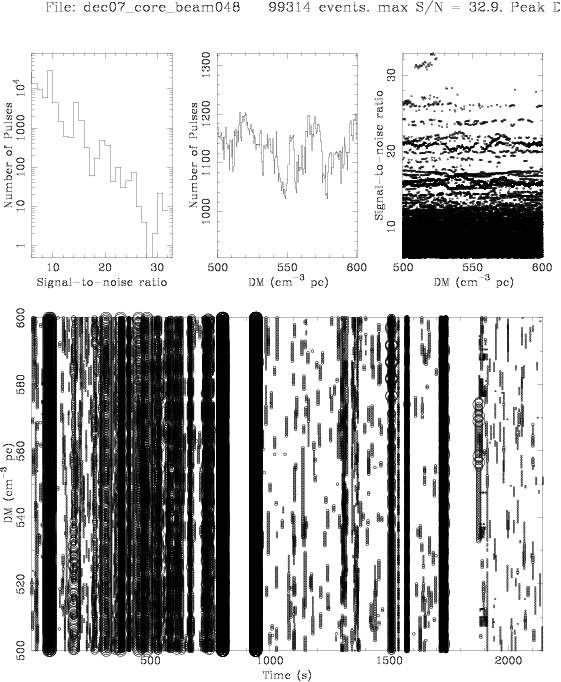 File: dec07_core_beam048 99314 events. max S/N = 32.9. Peak D
Number of Pulses
1 10 100 1000 10⁴
10 20 30
Signal-to-noise ratio
Number of Pulses
1000 1100 1200 1300
500 550 600
DM (cm⁻³ pc)
Signal-to-noise ratio
10 20 30
500 550 600
DM (cm⁻³ pc)
DM (cm⁻³ pc)
500 520 540 560 580 600
500 1000 1500 2000
Time (s)